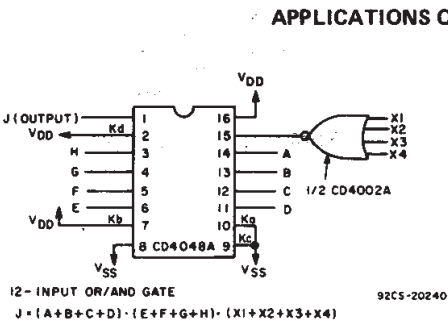 APPLICATIONS O
VDD
J(OUTPUT) 1 16
VDD Kd 2 15 X1
X2
X3
X4
H 3 14 A
G 4 13 B
F 5 12 C 1/2 CD4002A
E 6 11 D
VDD Kb 7 10 Ka
8 CD4048A 9 Kc
VSS VSS
12-INPUT OR/AND GATE
92CS-20240
J=(A+B+C+D)·(E+F+G+H)·(X1+X2+X3+X4)